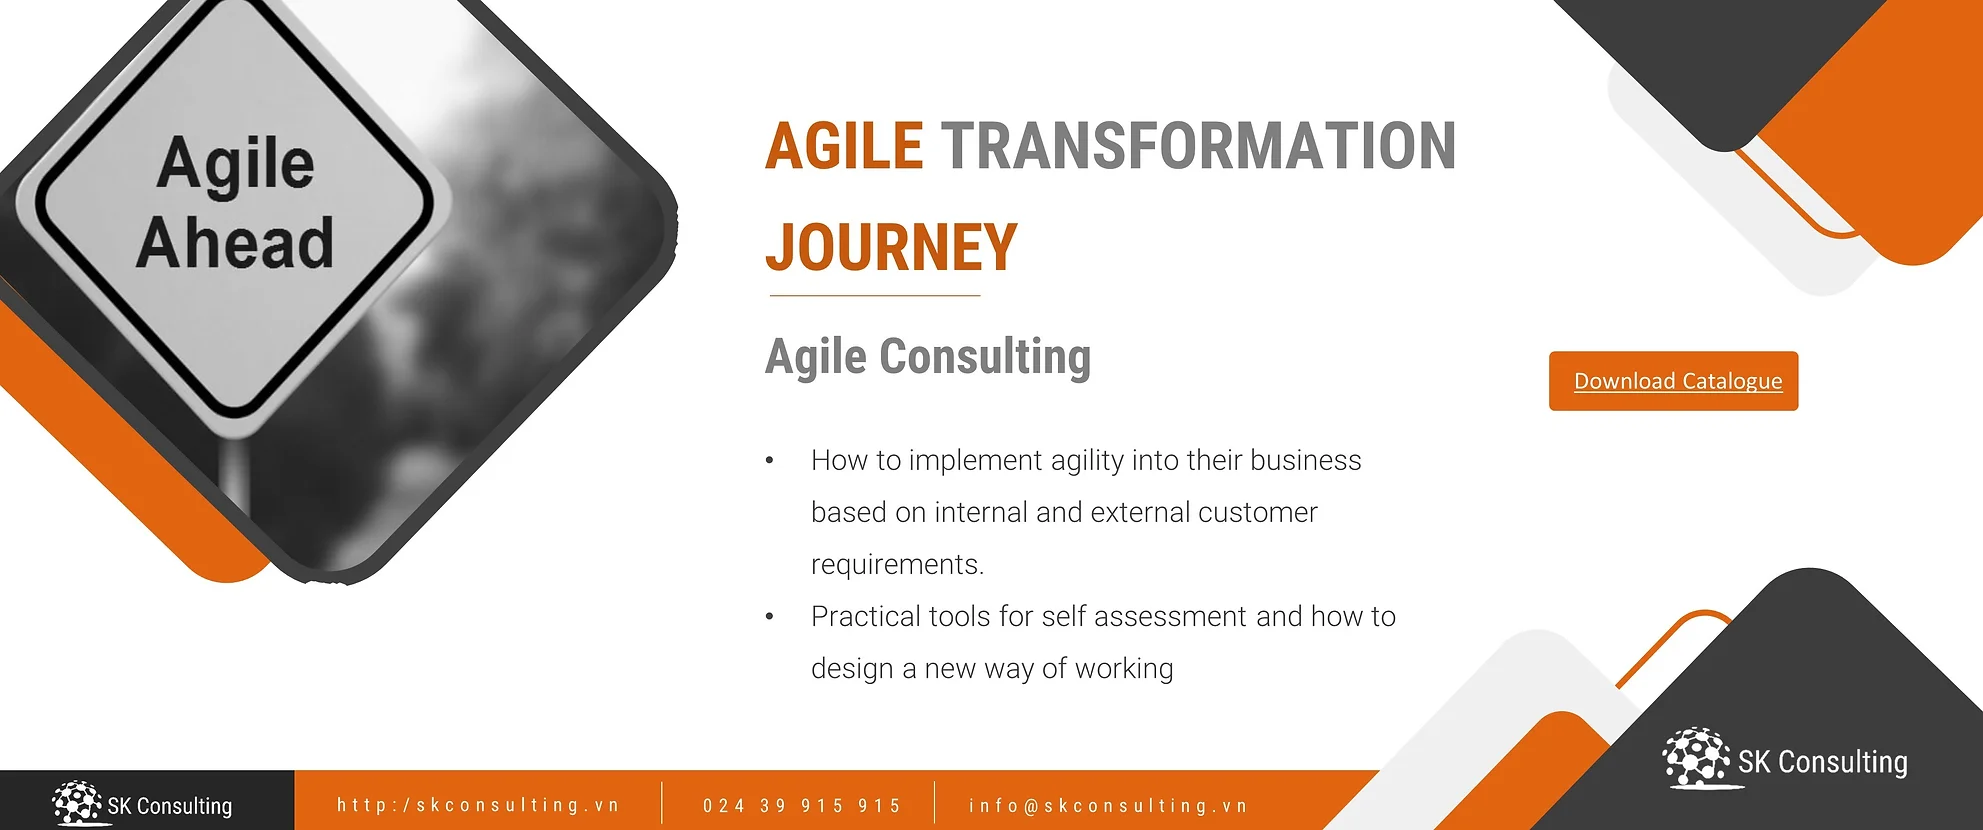 Agile
Ahead
AGILE TRANSFORMATION
JOURNEY
Agile Consulting
Download Catalogue
• How to implement agility into their business
based on internal and external customer
requirements.
• Practical tools for self assessment and how to
design a new way of working
SK Consulting
SK Consulting
http:/skconsulting.vn
024 39 915 915
info@skconsulting.vn